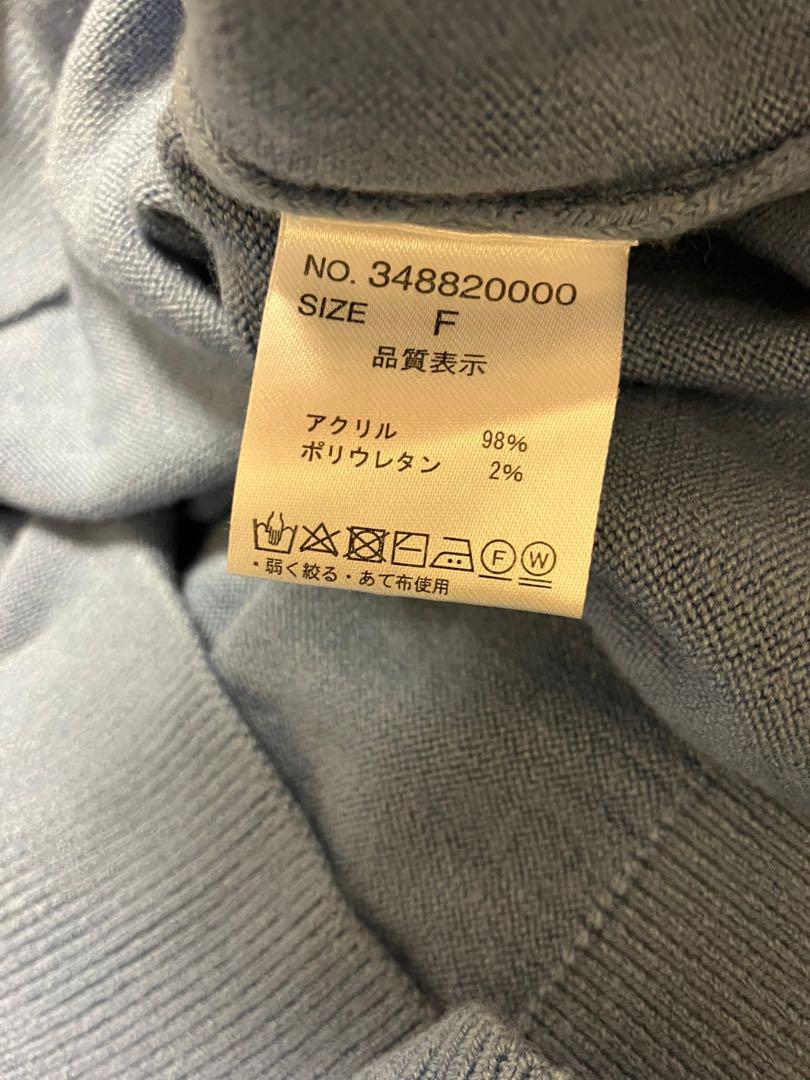 NO. 348820000
SIZE F
品質表示
アクリル 98%
ポリウレタン 2%
F W
・弱く絞る・あて布使用